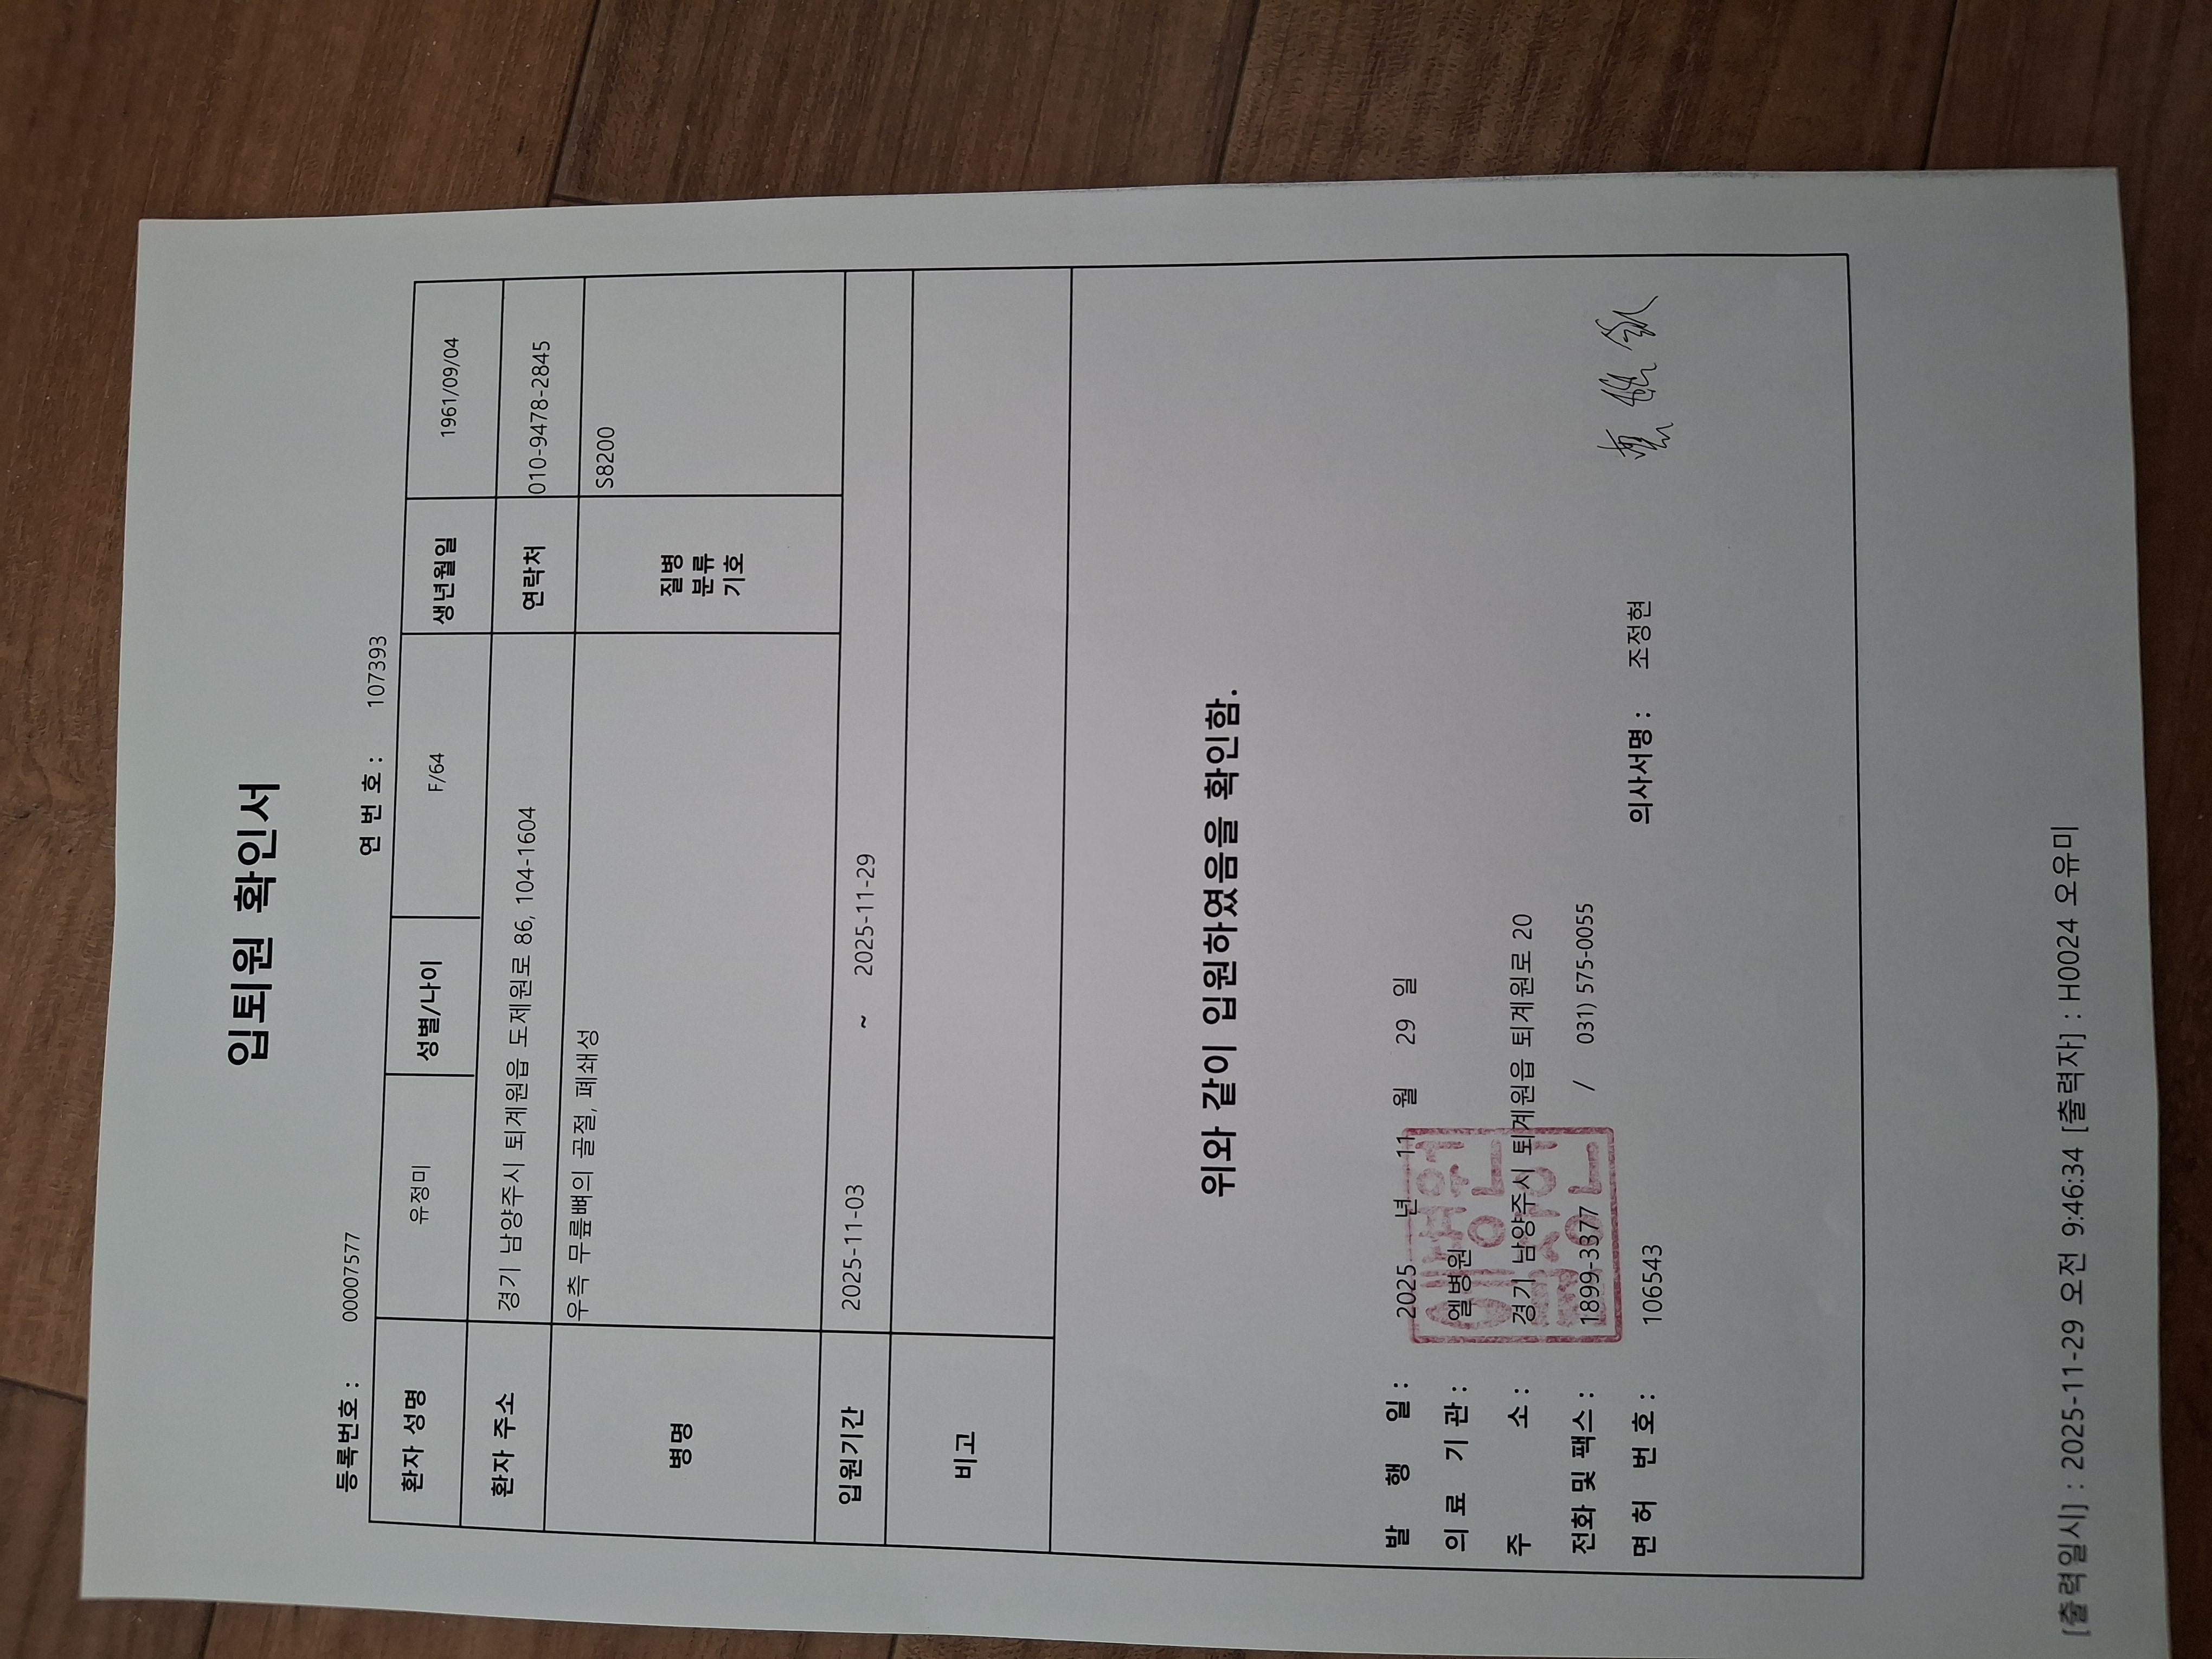 입퇴원 확인서
등록번호 : 00007577 연 번 호 : 107393
환자 성명 유정미 성별/나이 F/64 생년월일 1961/09/04
환자 주소 경기 남양주시 퇴계원읍 도제원로 86, 104-1604 연락처 010-9478-2845
병명 우측 무릎뼈의 골절, 폐쇄성 질병 분류 기호 S8200
입원기간 2025-11-03 ~ 2025-11-29
비고
위와 같이 입원하였음을 확인함.
발 행 일 : 2025 년 11 월 29 일
의 료 기 관 : 엘병원
주 소 : 경기 남양주시 퇴계원읍 퇴계원로 20
전화 및 팩스 : 1899-3377 / 031) 575-0055
면 허 번 호 : 106543 의사서명 : 조정현
[출력일시] : 2025-11-29 오전 9:46:34 [출력자] : H0024 오유미